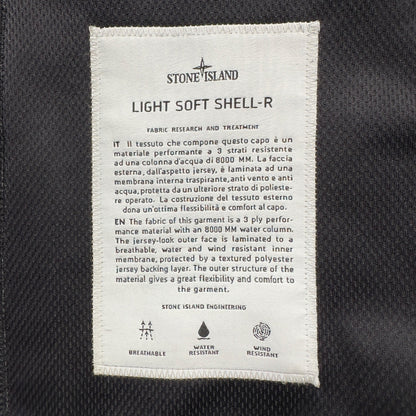 STONE ISLAND
LIGHT SOFT SHELL-R
FABRIC RESEARCH AND TREATMENT
IT Il tessuto che compone questo capo è un
materiale performante a 3 strati resistente
ad una colonna d'acqua di 8000 MM. La faccia
esterna, dall'aspetto jersey, è laminata ad una
membrana interna traspirante, anti vento e anti
acqua, protetta da un ulteriore strato di polieste-
re operato. La costruzione del tessuto esterno
dona un'ottima flessibilità e comfort al capo.
EN The fabric of this garment is a 3 ply perfor-
mance material with an 8000 MM water column.
The jersey-look outer face is laminated to a
breathable, water and wind resistant inner
membrane, protected by a textured polyester
jersey backing layer. The outer structure of the
material gives a great flexibility and comfort to
the garment.
STONE ISLAND ENGINEERING
BREATHABLE
WATER
RESISTANT
WIND
RESISTANT